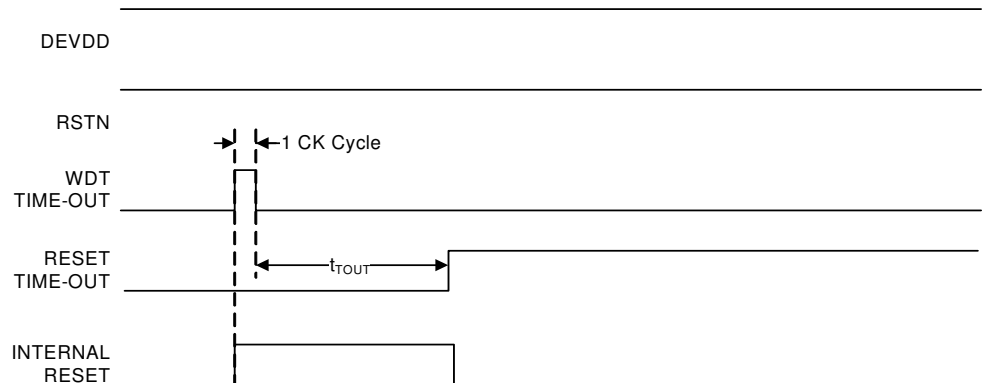 DEVDD
RSTN
1 CK Cycle
WDT
TIME-OUT
RESET
TIME-OUT
tTOUT
INTERNAL
RESET